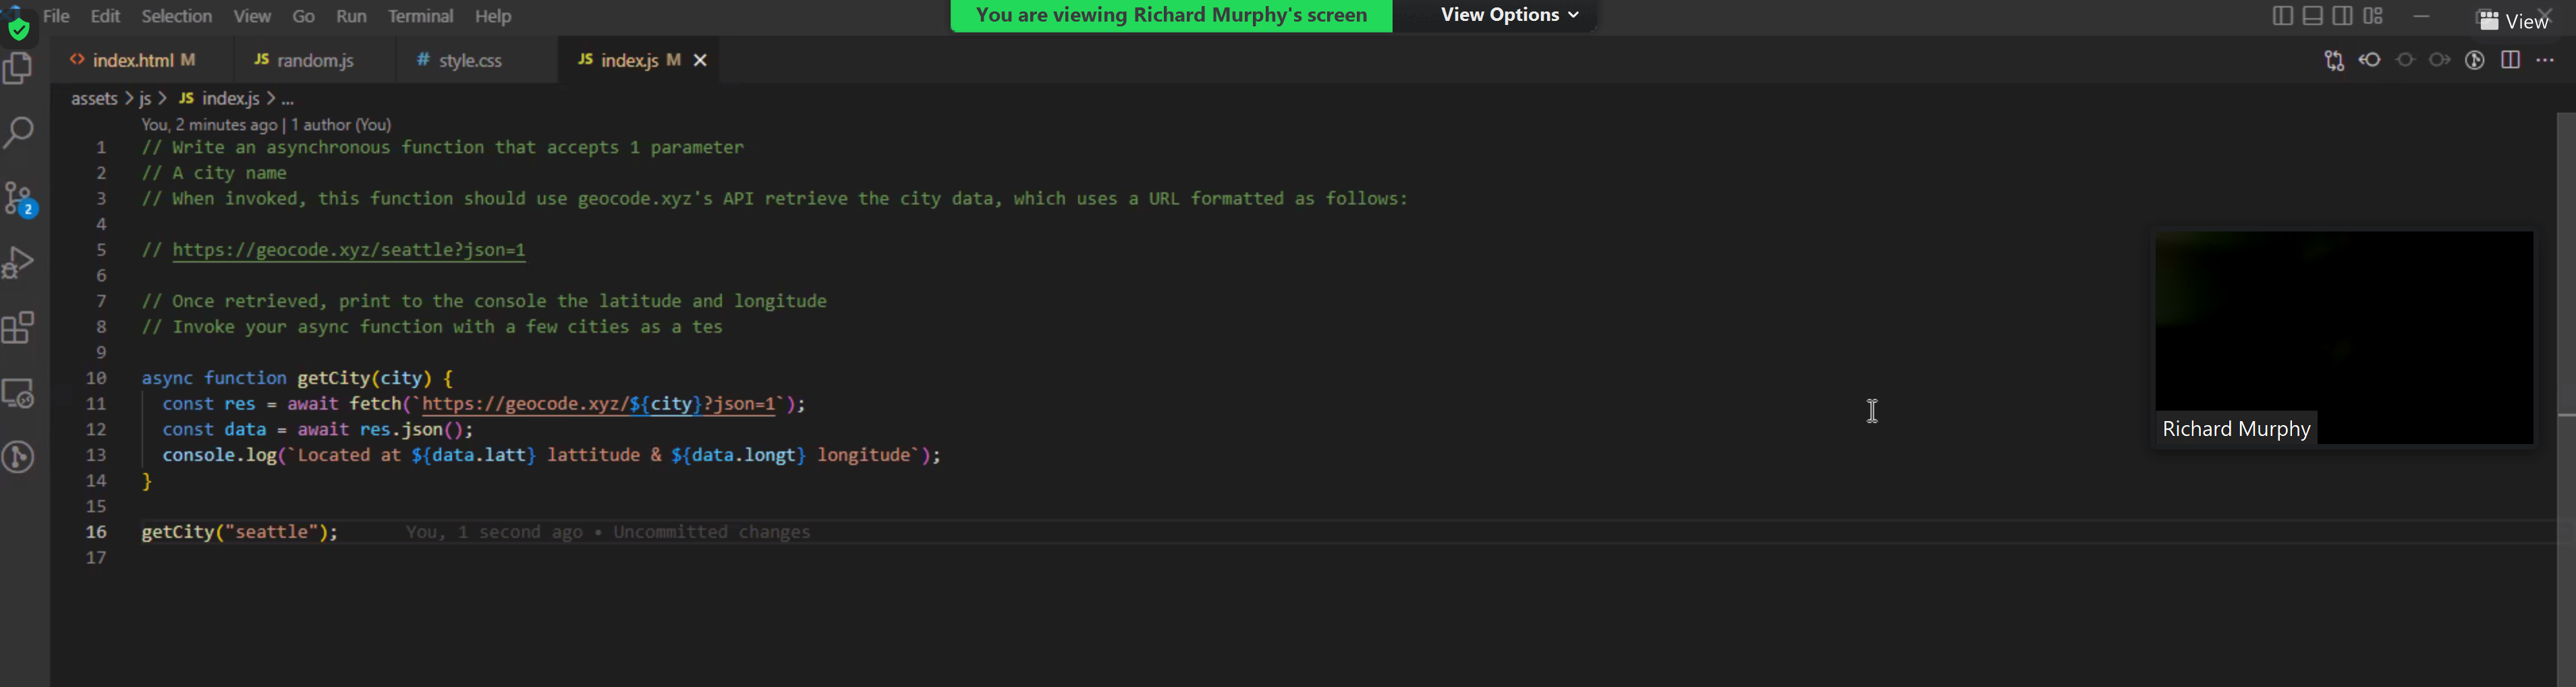 File Edit Selection View Go Run Terminal Help
You are viewing Richard Murphy's screen View Options
View
<> index.html M JS random.js # style.css JS index.js M
assets > js > JS index.js > ...
You, 2 minutes ago | 1 author (You)
1 // Write an asynchronous function that accepts 1 parameter
2 // A city name
3 // When invoked, this function should use geocode.xyz's API retrieve the city data, which uses a URL formatted as follows:
4
5 // https://geocode.xyz/seattle?json=1
6
7 // Once retrieved, print to the console the latitude and longitude
8 // Invoke your async function with a few cities as a tes
9
10 async function getCity(city) {
11 const res = await fetch(`https://geocode.xyz/${city}?json=1`);
12 const data = await res.json();
13 console.log(`Located at ${data.latt} lattitude & ${data.longt} longitude`);
14 }
15
16 getCity("seattle"); You, 1 second ago • Uncommitted changes
17
2
Richard Murphy